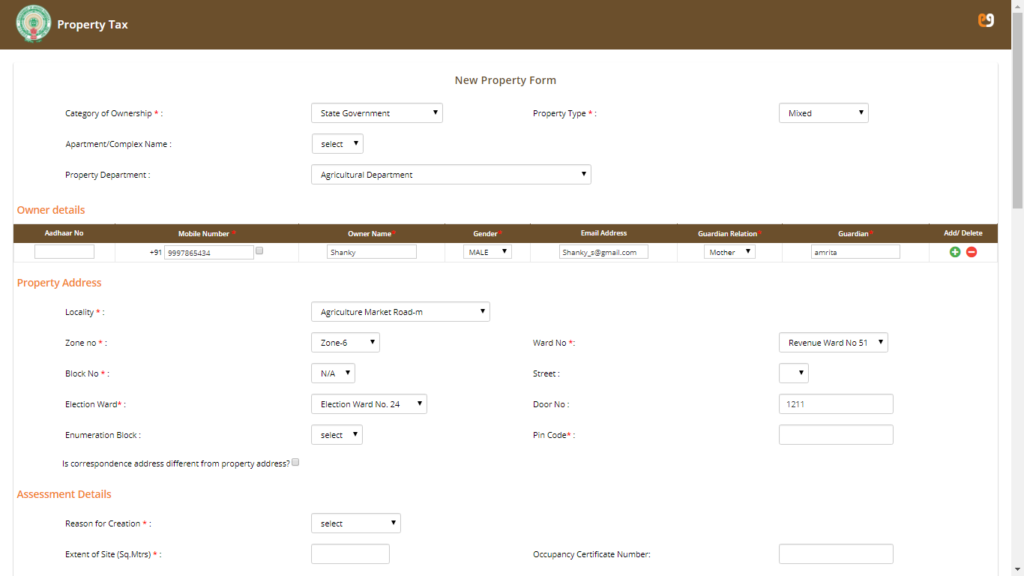 Property Tax
New Property Form
Category of Ownership * : State Government Property Type * : Mixed
Apartment/Complex Name : select
Property Department : Agricultural Department
Owner details
Aadhaar No Mobile Number * Owner Name* Gender* Email Address Guardian Relation* Guardian* Add/ Delete
+91 9997865434 Shanky MALE Shanky_s@gmail.com Mother amrita
Property Address
Locality * : Agriculture Market Road-m
Zone no * : Zone-6 Ward No *: Revenue Ward No 51
Block No * : N/A Street :
Election Ward* : Election Ward No. 24 Door No : 1211
Enumeration Block : select Pin Code* :
Is correspondence address different from property address?
Assessment Details
Reason for Creation * : select
Extent of Site (Sq.Mtrs) * : Occupancy Certificate Number: